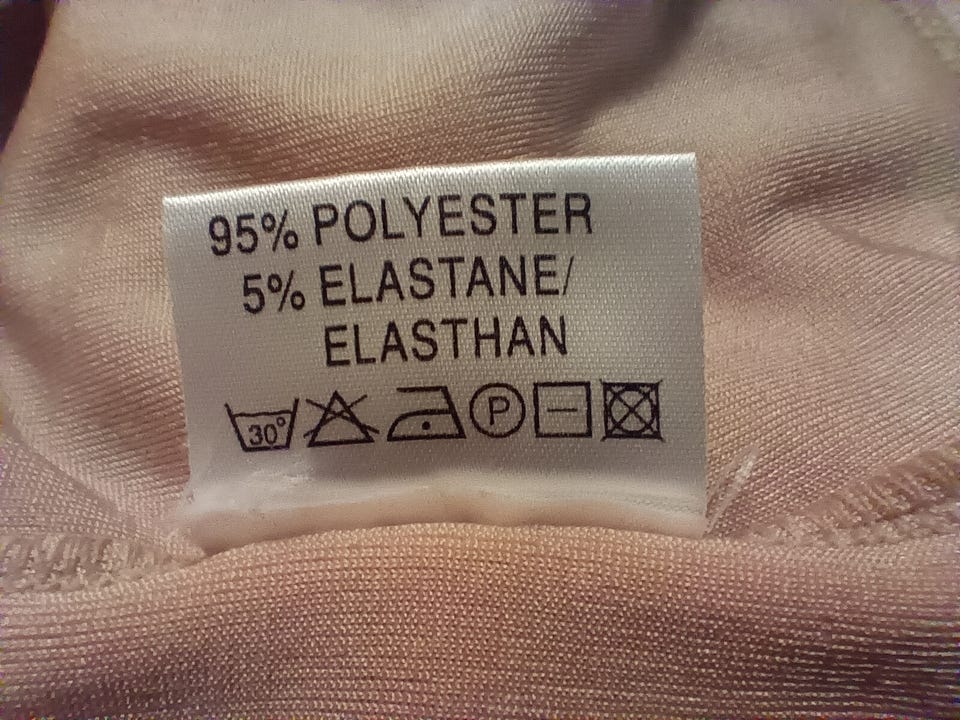 95% POLYESTER
5% ELASTANE/
ELASTHAN
30° P